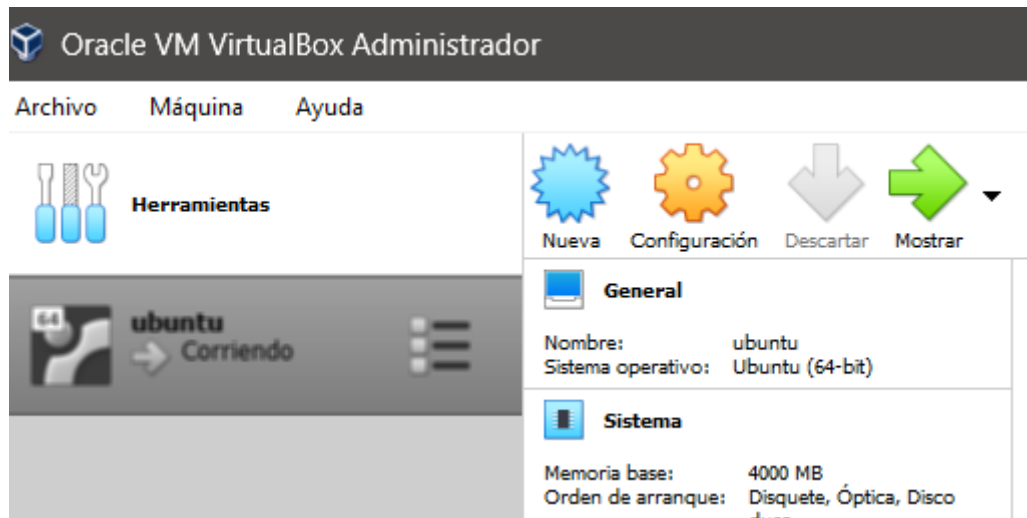 Oracle VM VirtualBox Administrador
Archivo Máquina Ayuda
Herramientas
Nueva Configuración Descartar Mostrar
64
ubuntu
Corriendo
General
Nombre: ubuntu
Sistema operativo: Ubuntu (64-bit)
Sistema
Memoria base: 4000 MB
Orden de arranque: Disquete, Óptica, Disco